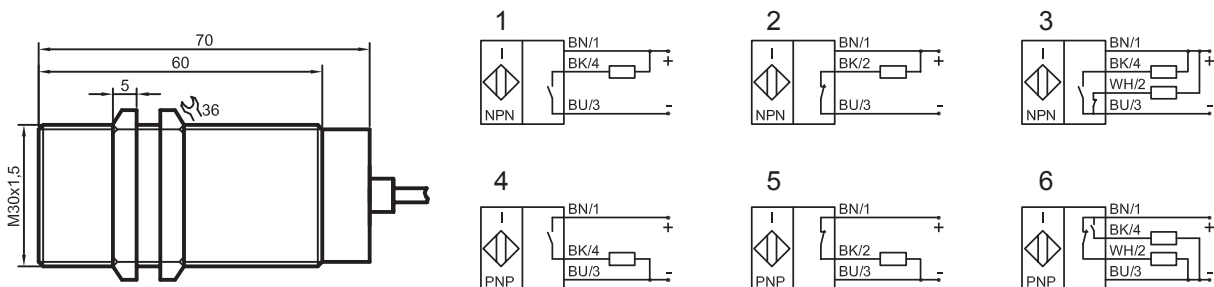 70
60
5
36
M30x1,5
1
BN/1
I
+
BK/4
NPN
BU/3
-
2
BN/1
I
+
BK/2
NPN
BU/3
-
3
BN/1
I
+
BK/4
WH/2
NPN
BU/3
-
4
BN/1
I
+
BK/4
PNP
BU/3
-
5
BN/1
I
+
BK/2
PNP
BU/3
-
6
BN/1
I
+
BK/4
WH/2
PNP
BU/3
-